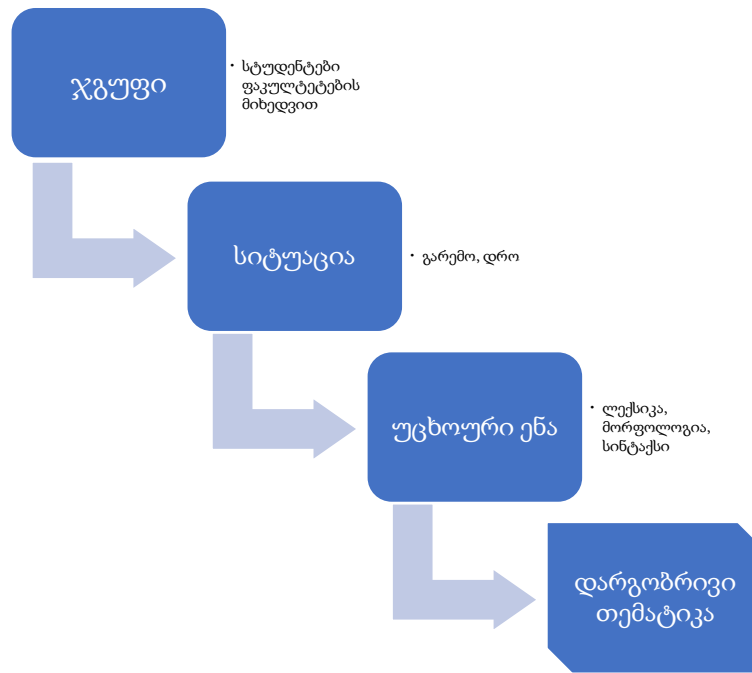 ჯგუფი
• სტუდენტები
ფაკულტეტების
მიხედვით
სიტუაცია
• გარემო, დრო
უცხოური ენა
• ლექსიკა,
მორფოლოგია,
სინტაქსი
დარგობრივი
თემატიკა